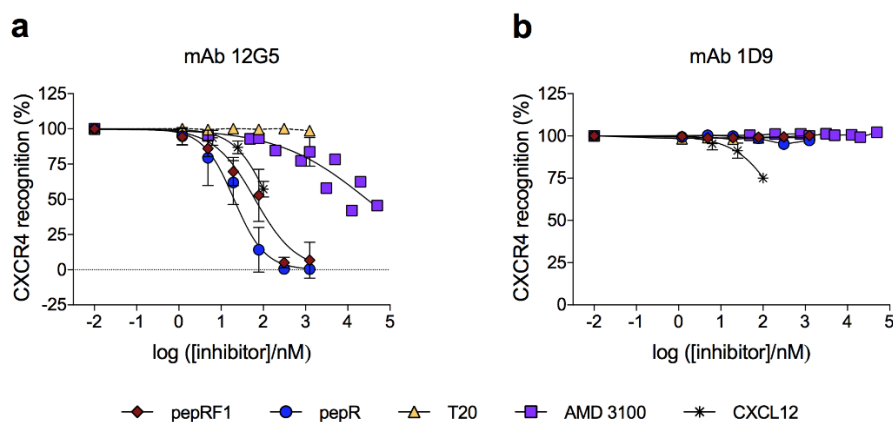 a
mAb 12G5
CXCR4 recognition (%)
125
100
75
50
25
0
-25
-2 -1 0 1 2 3 4 5
log ([inhibitor]/nM)
b
mAb 1D9
CXCR4 recognition (%)
125
100
75
50
25
0
-2 -1 0 1 2 3 4 5
log ([inhibitor]/nM)
pepRF1 pepR T20 AMD 3100 CXCL12